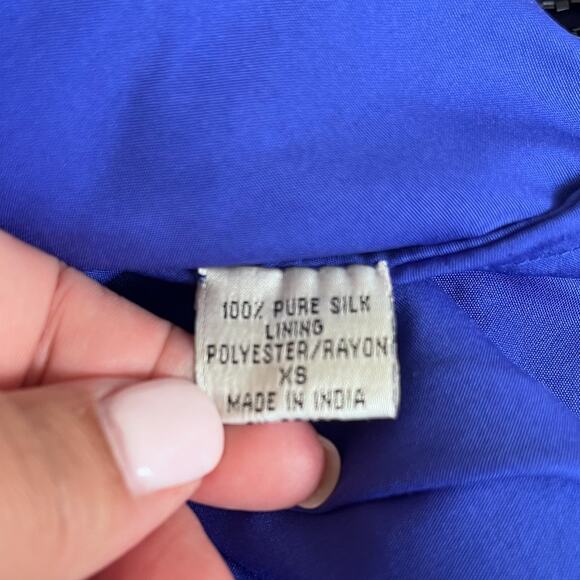 100% PURE SILK
LINING
POLYESTER/RAYON
XS
MADE IN INDIA